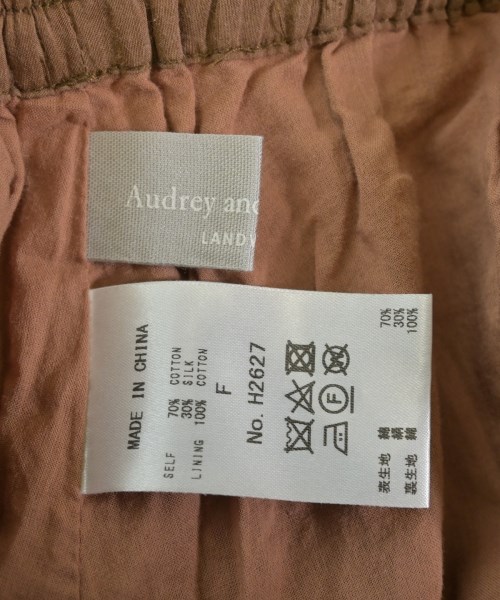 Audrey and
LANDW
MADE IN CHINA
SELF 70% COTTON
30% SILK
LINING 100% COTTON
F
No. H2627
F
表生地 綿 70%
絹 30%
裏生地 綿 100%